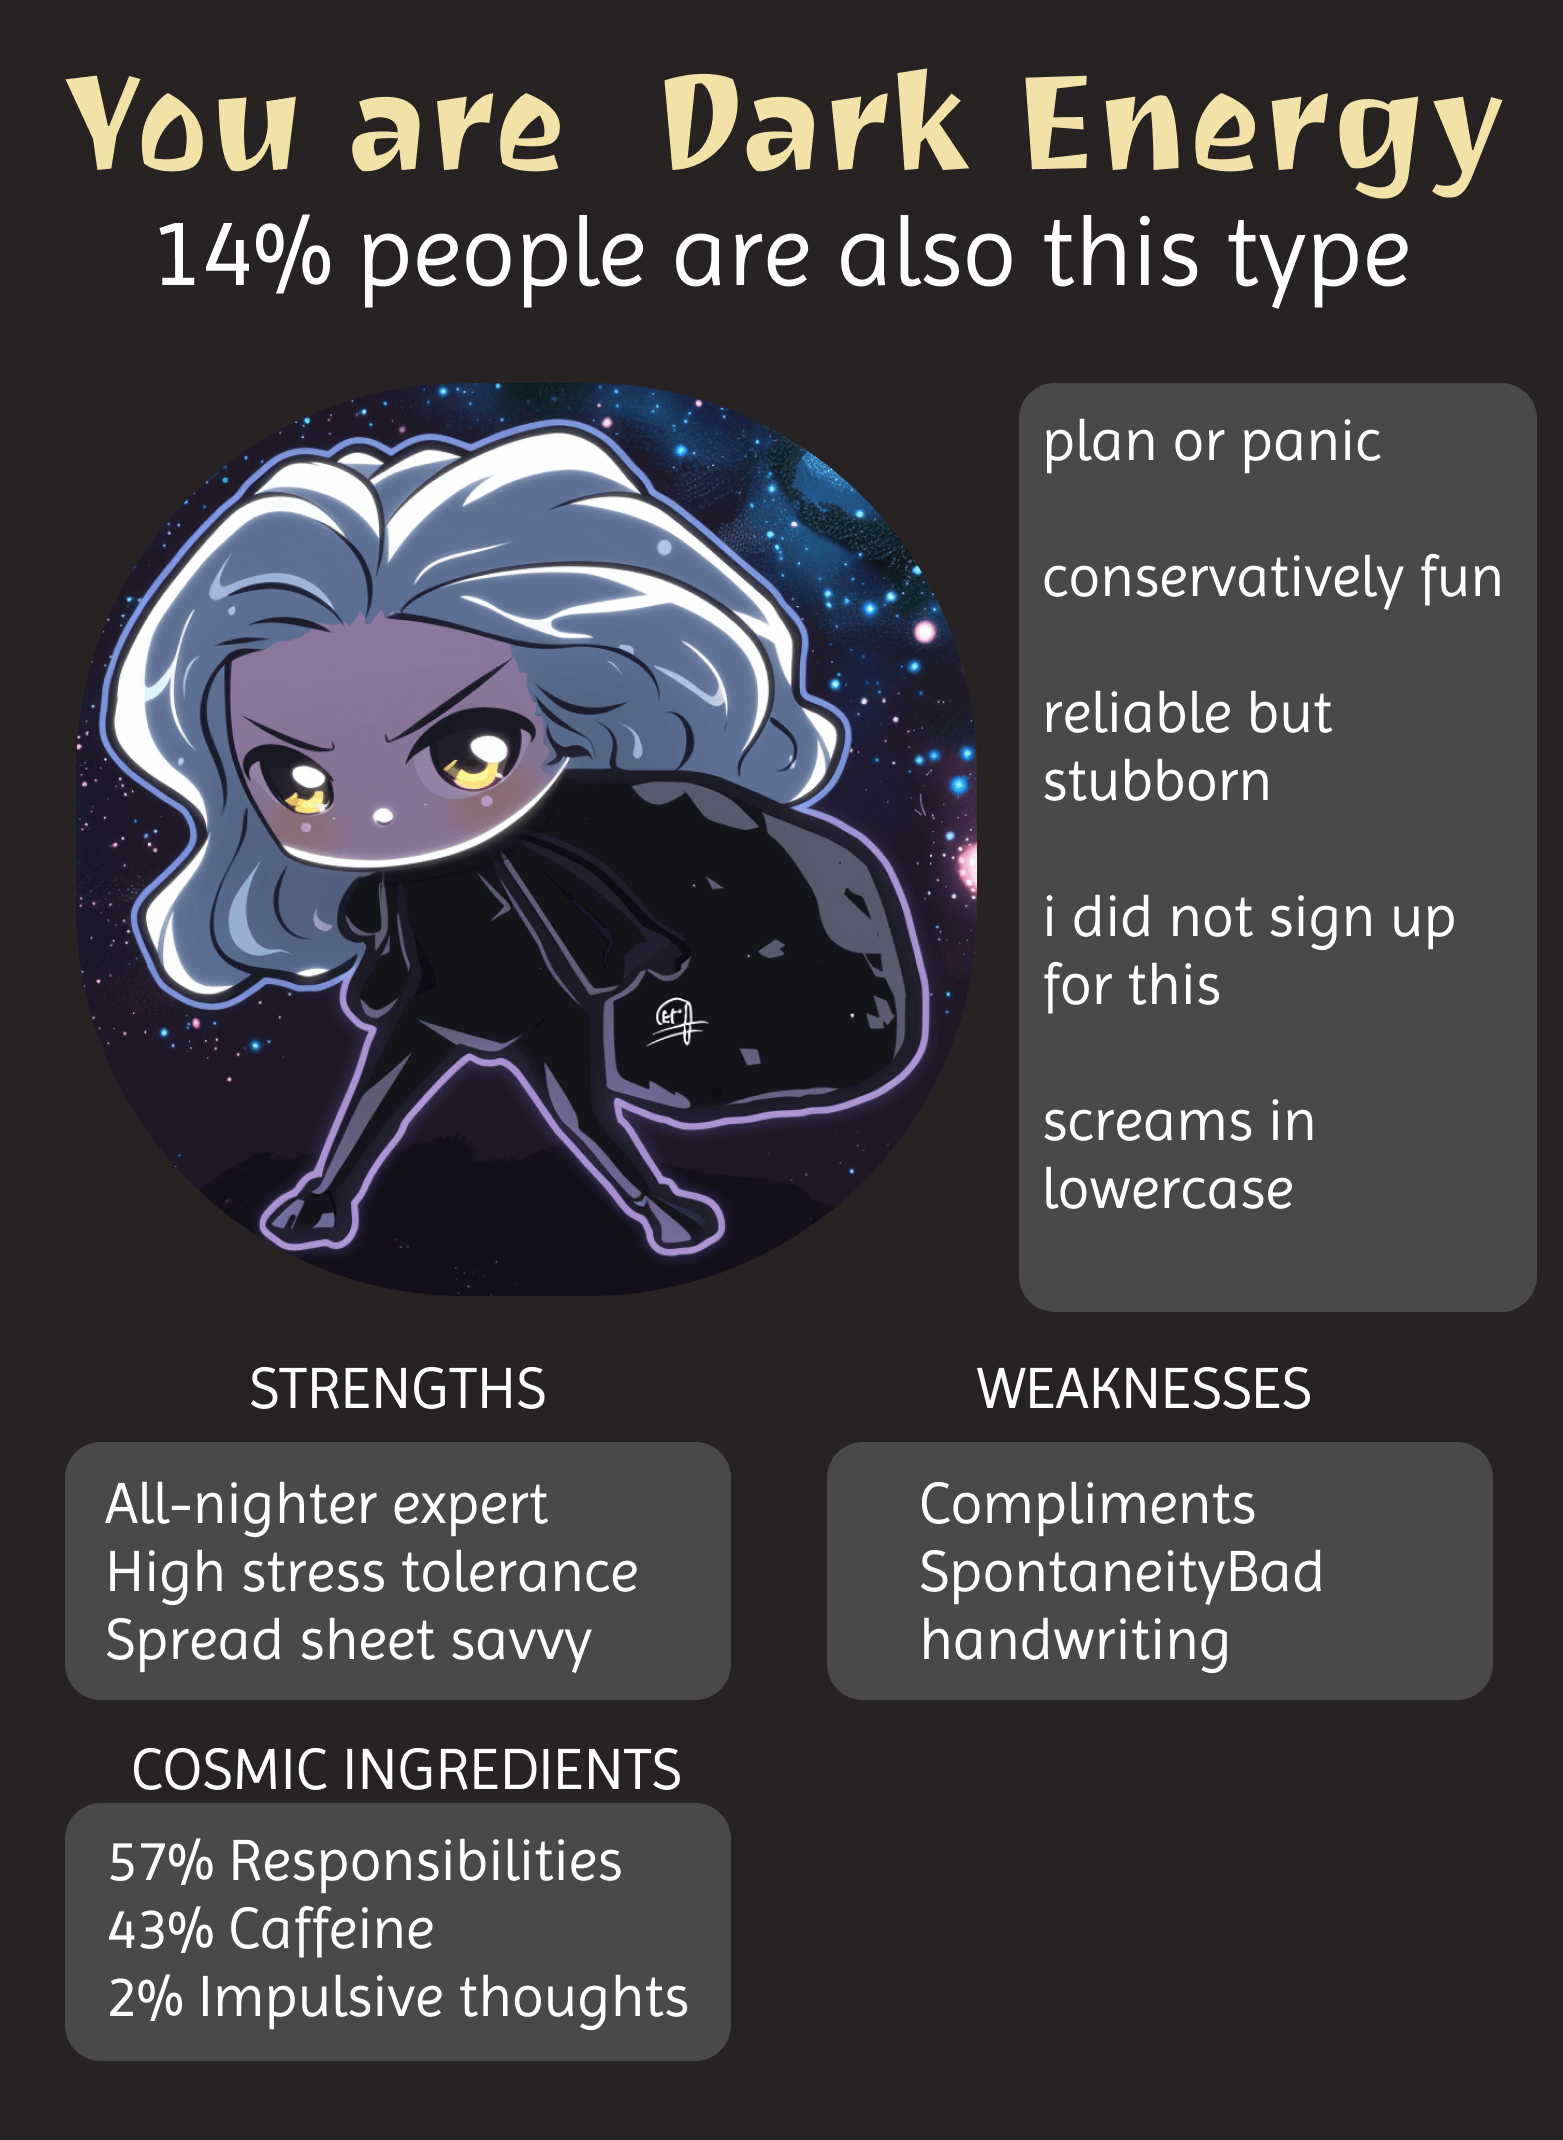 You are Dark Energy
14% people are also this type
plan or panic
conservatively fun
reliable but
stubborn
i did not sign up
for this
screams in
lowercase
STRENGTHS
All-nighter expert
High stress tolerance
Spread sheet savvy
WEAKNESSES
Compliments
SpontaneityBad
handwriting
COSMIC INGREDIENTS
57% Responsibilities
43% Caffeine
2% Impulsive thoughts